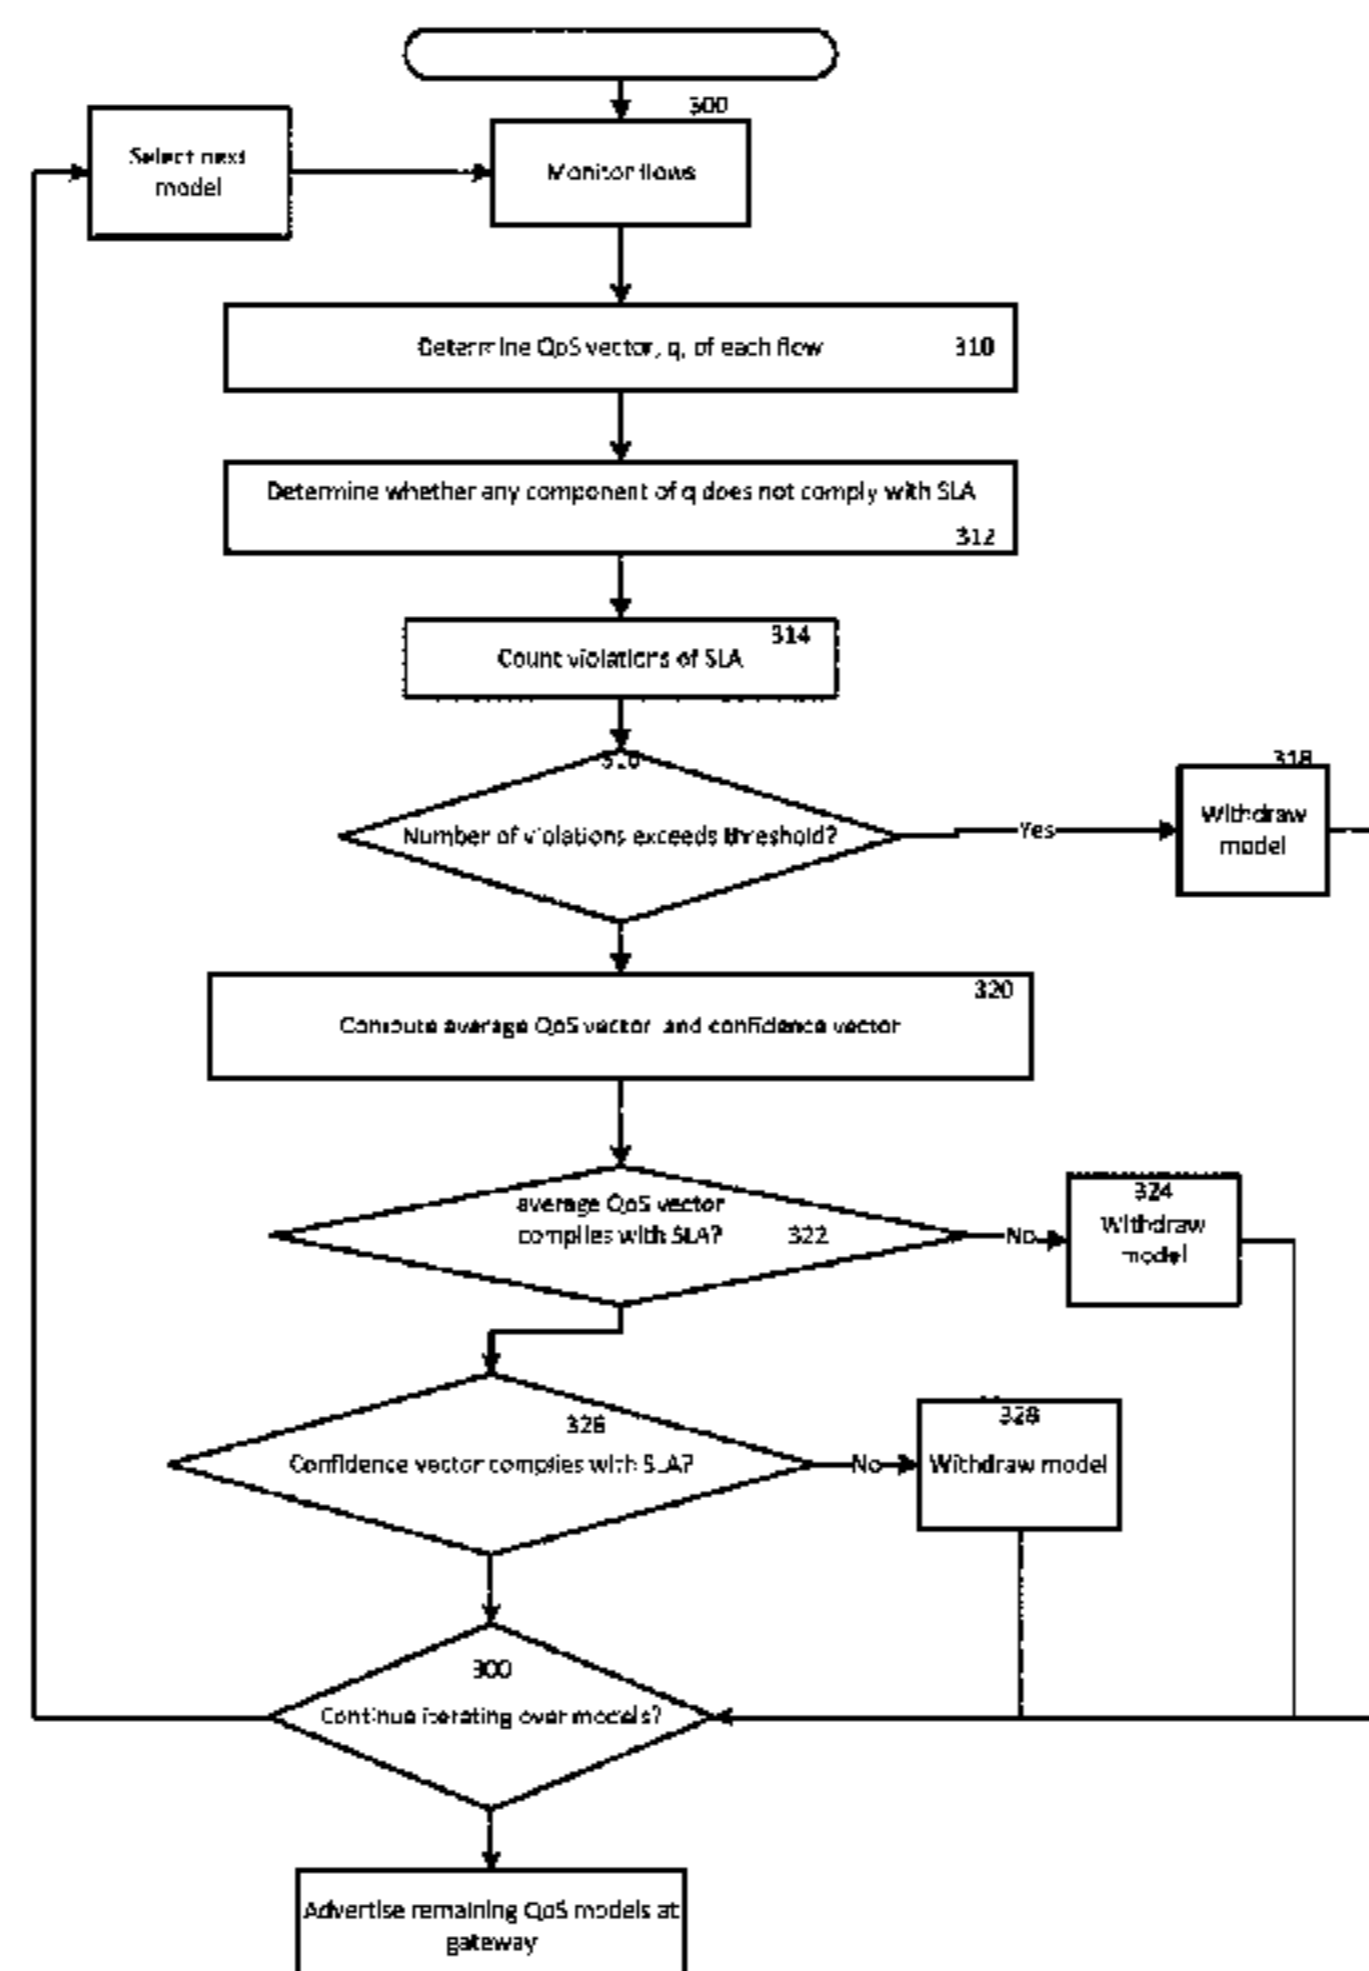 300
Select next
model
Monitor flows
Determine QoS vector, q, of each flow 310
Determine whether any component of q does not comply with SLA
312
314
Count violations of SLA
316
318
Number of violations exceeds threshold?
Yes
Withdraw
model
320
Compute average QoS vector and confidence vector
average QoS vector
complies with SLA? 322
No
324
Withdraw
model
326
Confidence vector complies with SLA?
No
328
Withdraw model
300
Continue iterating over models?
Advertise remaining QoS models at
gateway